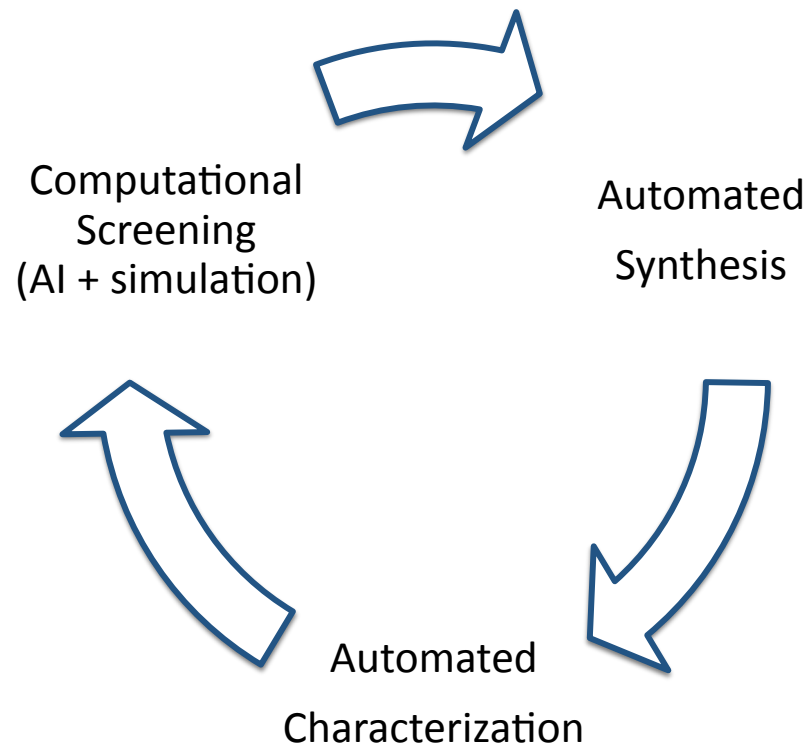 Computational
Screening
(AI + simulation)
Automated
Synthesis
Automated
Characterization